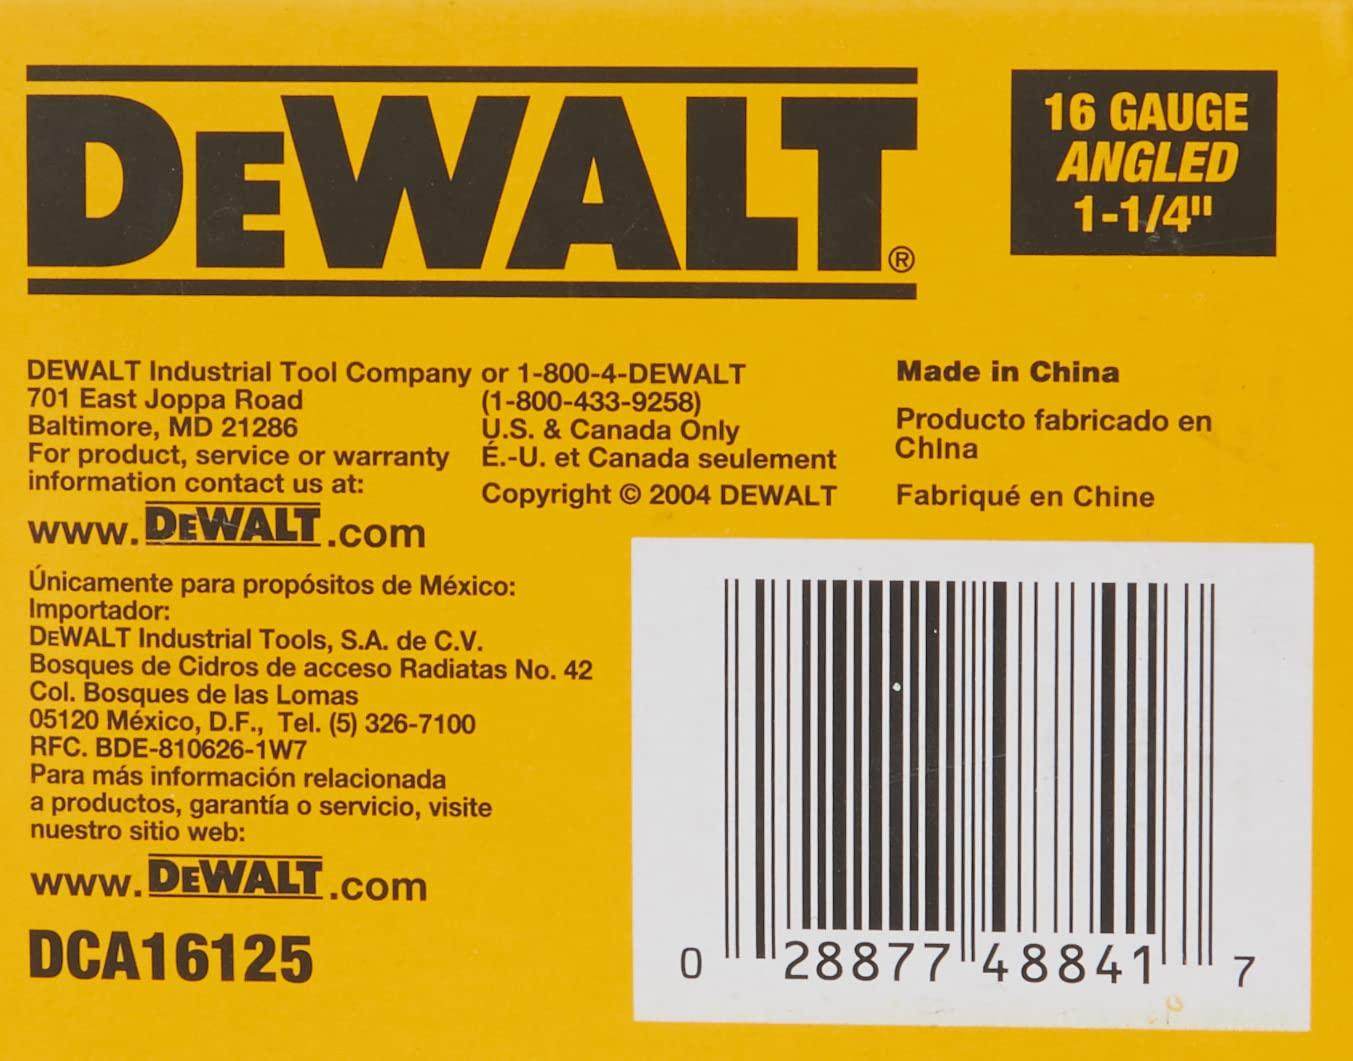 DEWALT®
16 GAUGE
ANGLED
1-1/4"
DEWALT Industrial Tool Company
701 East Joppa Road
Baltimore, MD 21286
For product, service or warranty
information contact us at:
www.DEWALT.com
or 1-800-4-DEWALT
(1-800-433-9258)
U.S. & Canada Only
É.-U. et Canada seulement
Copyright © 2004 DEWALT
Made in China
Producto fabricado en
ChIna
Fabriqué en Chine
Únicamente para propósitos de México:
Importador:
DEWALT Industrial Tools, S.A. de C.V.
Bosques de Cidros de acceso Radiatas No. 42
Col. Bosques de las Lomas
05120 México, D.F., Tel. (5) 326-7100
RFC. BDE-810626-1W7
Para más información relacionada
a productos, garantía o servicio, visite
nuestro sitio web:
www.DEWALT.com
DCA16125
0 28877 48841 7